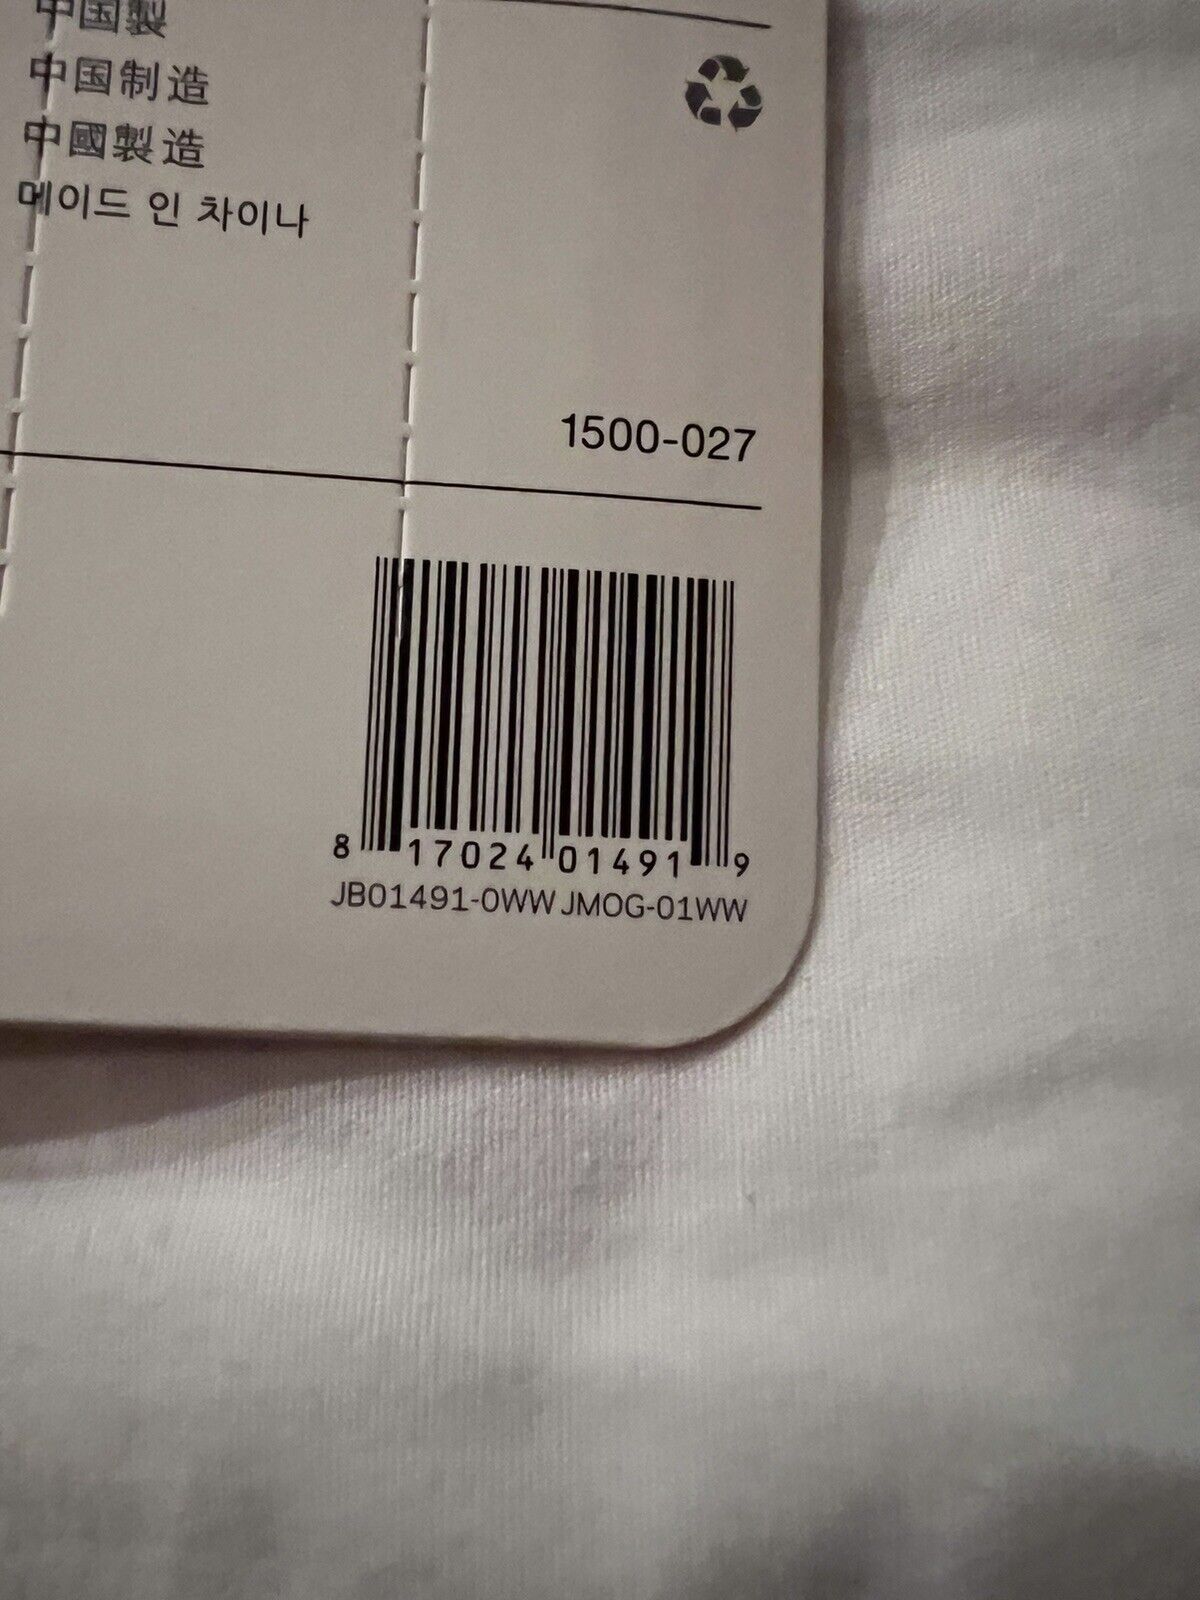 中国製
中国制造
中國製造
메이드 인 차이나
1500-027
8 17024 01491 9
JB01491-0WW JMOG-01WW